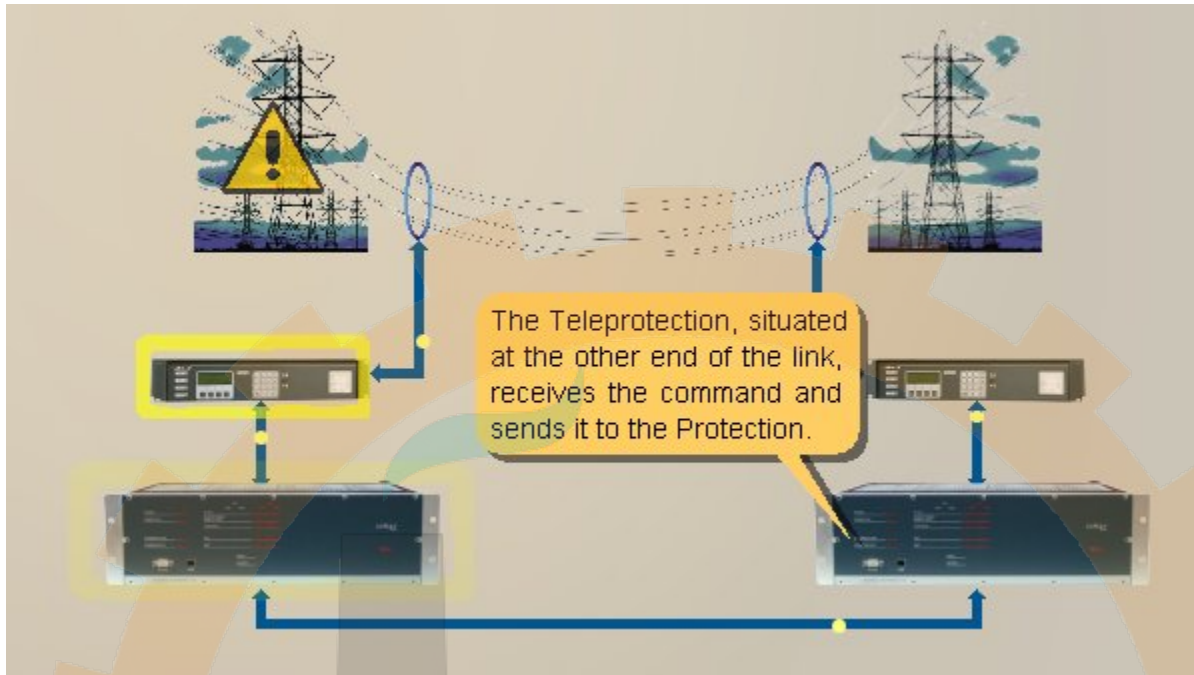 The Teleprotection, situated
at the other end of the link,
receives the command and
sends it to the Protection.